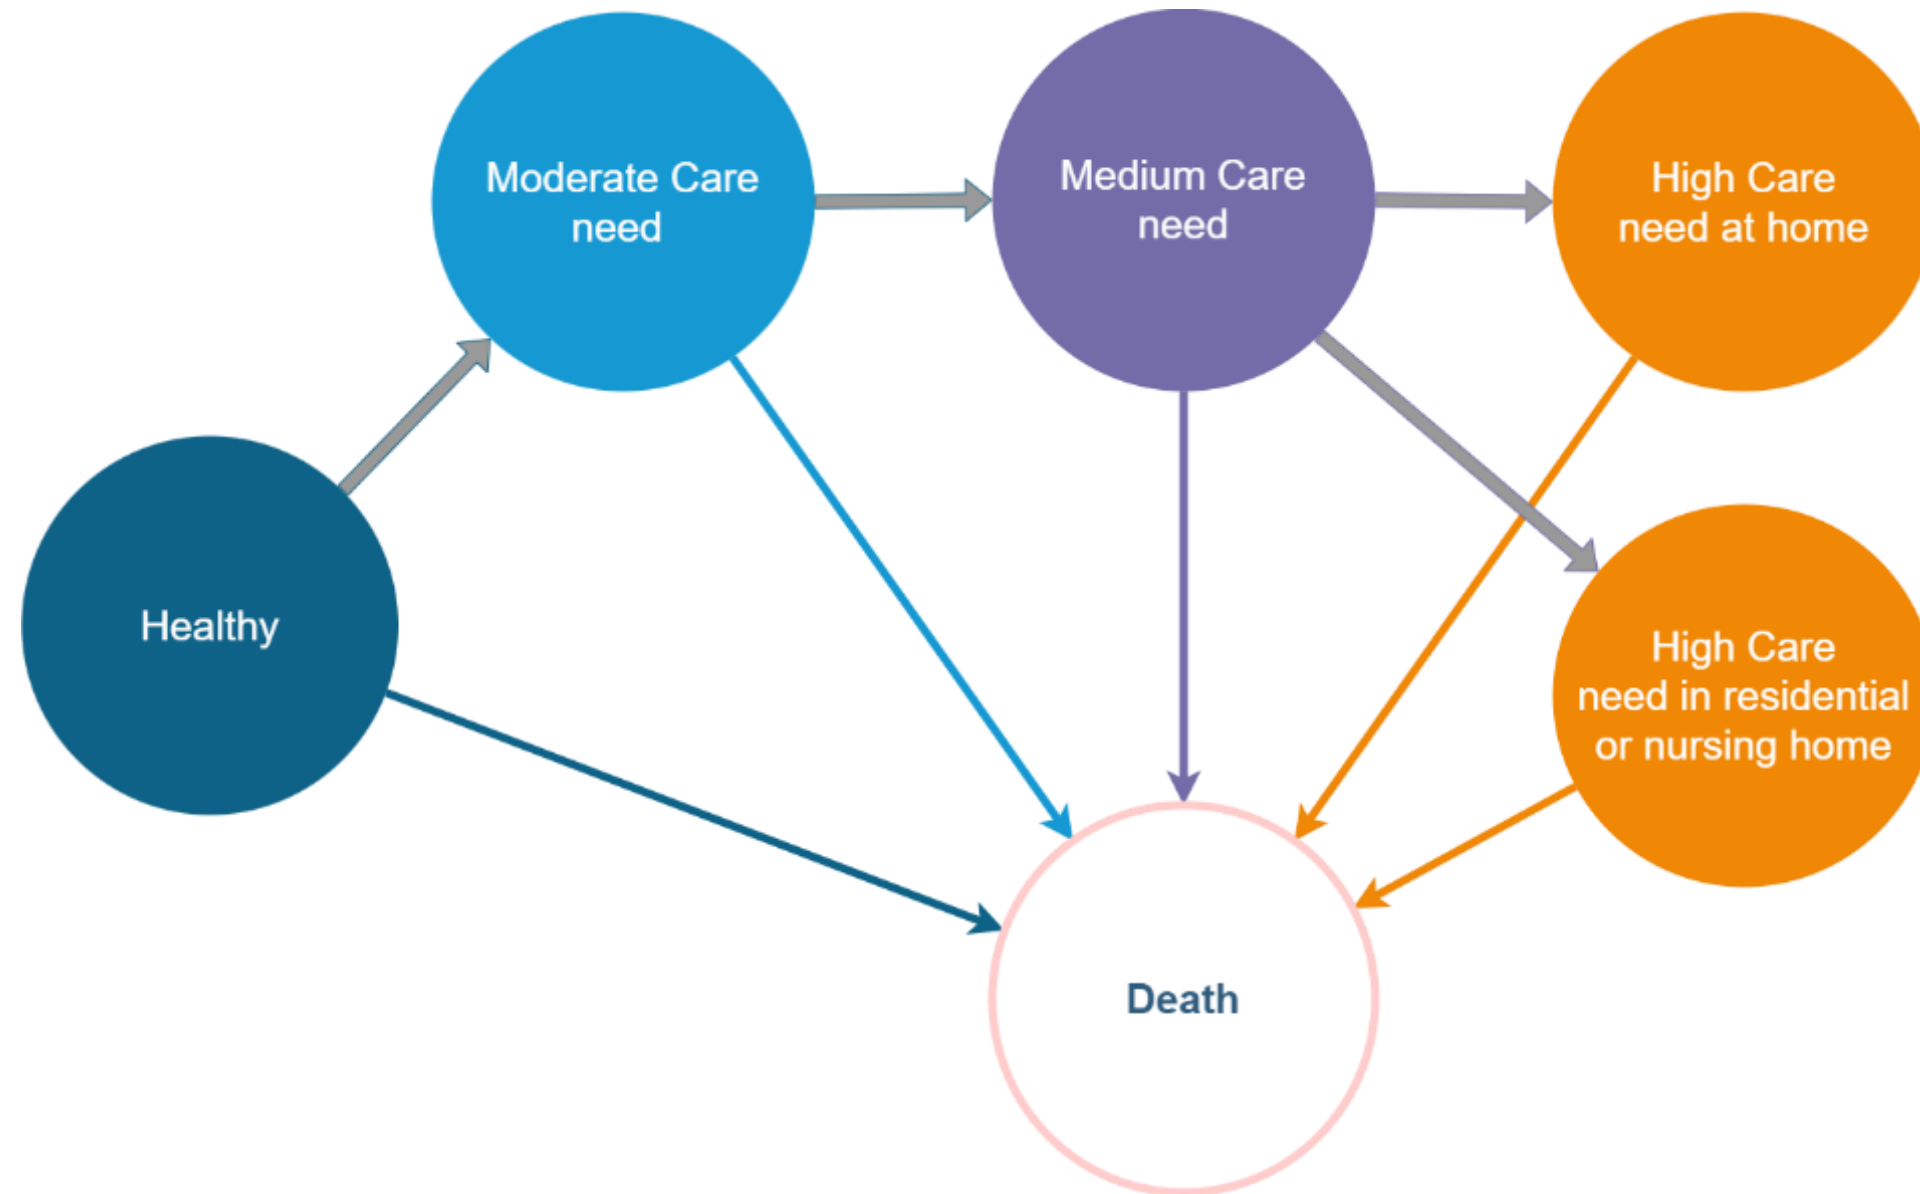 Moderate Care
need
Medium Care
need
High Care
need at home
Healthy
High Care
need in residential
or nursing home
Death